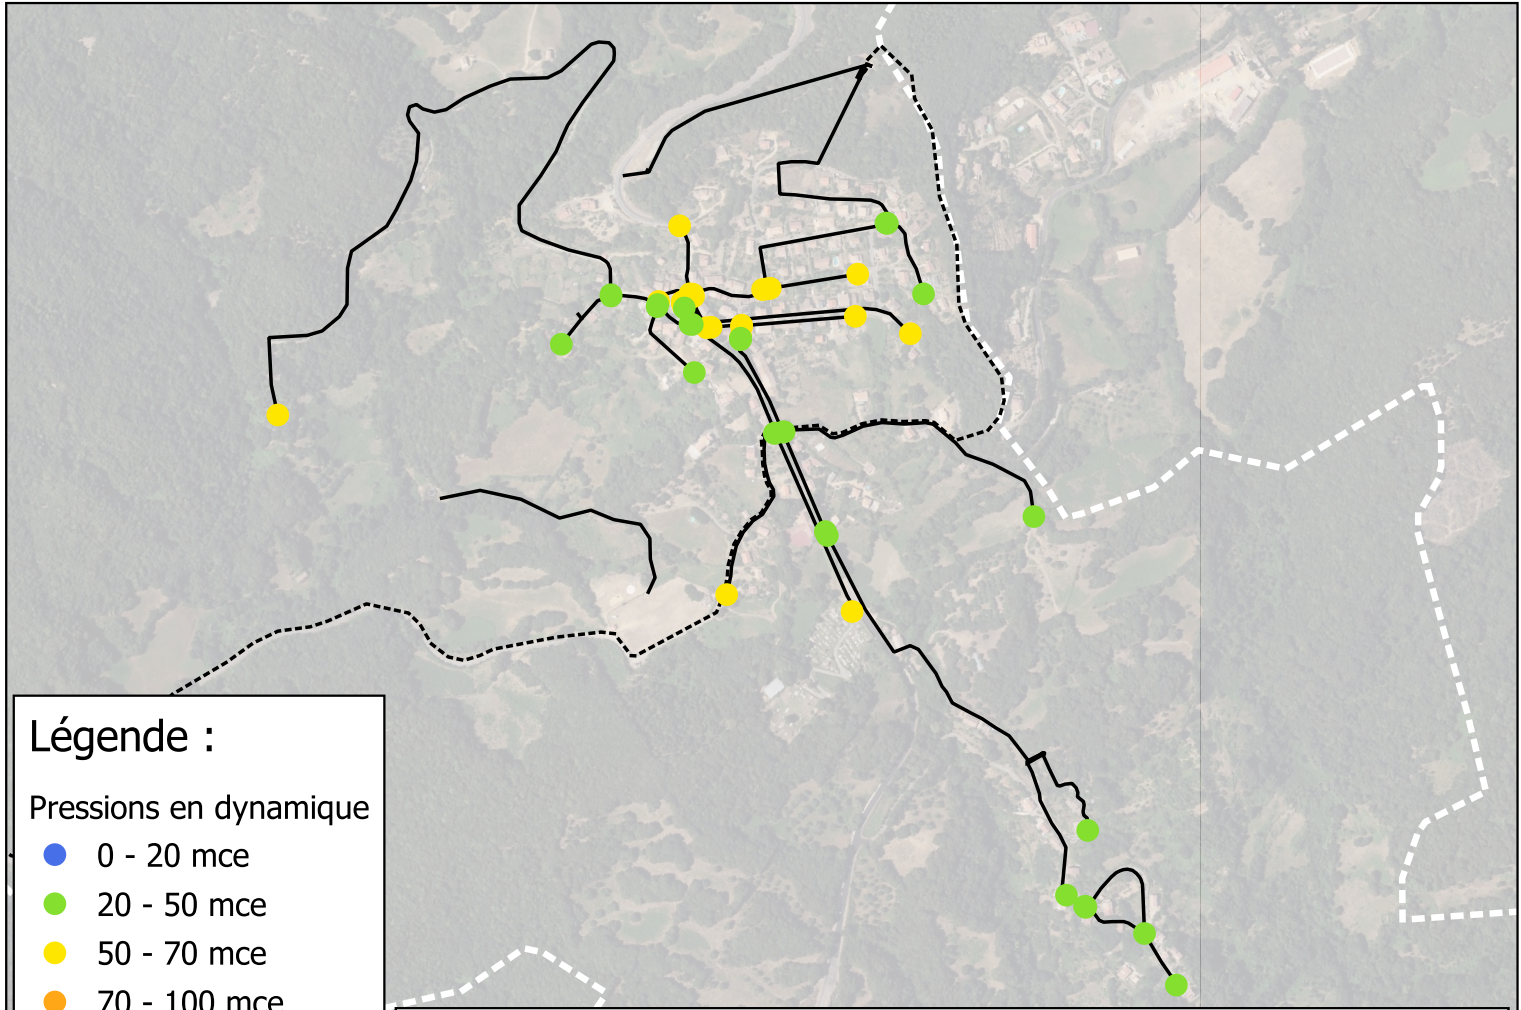 Légende :
Pressions en dynamique
0 - 20 mce
20 - 50 mce
50 - 70 mce
70 - 100 mce